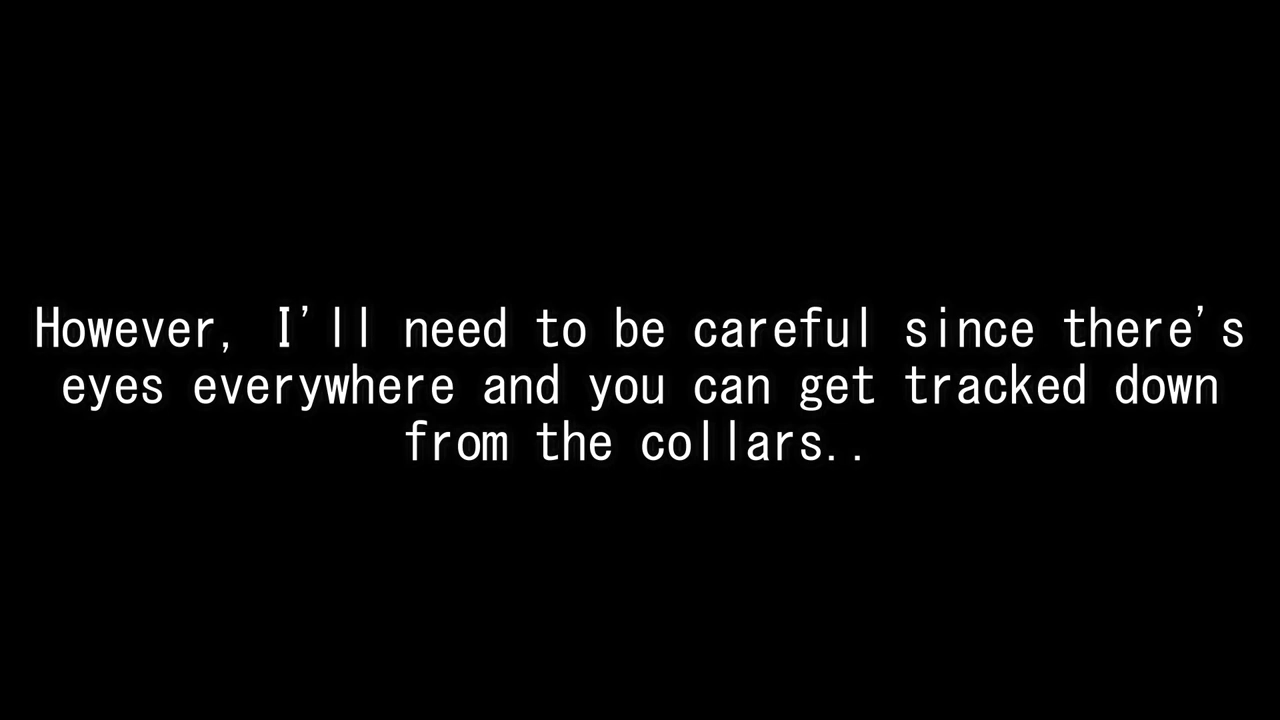 However, I'll need to be careful since there's
eyes everywhere and you can get tracked down
from the collars..